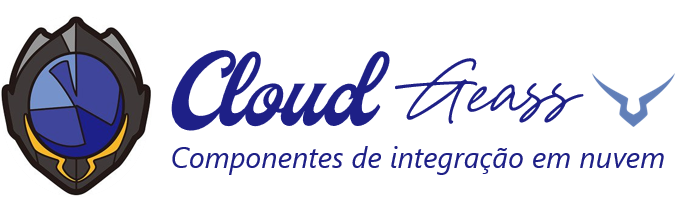 Cloud Geass
Componentes de integração em nuvem